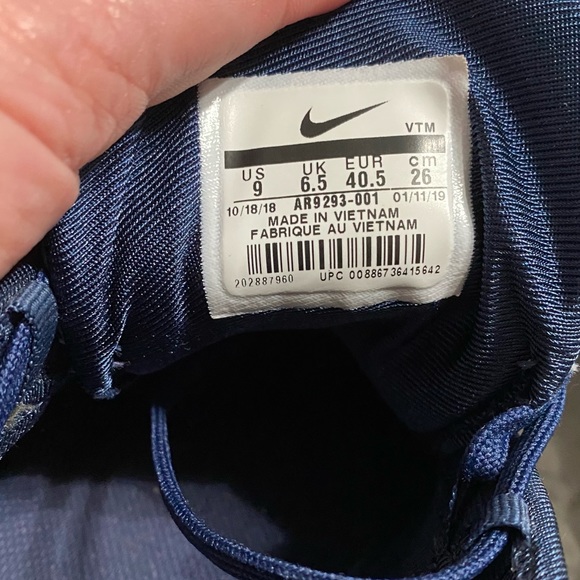 VTM
US UK EUR cm
9 6.5 40.5 26
10/18/18 AR9293-001 01/11/19
MADE IN VIETNAM
FABRIQUE AU VIETNAM
202887960 UPC 00886736415642